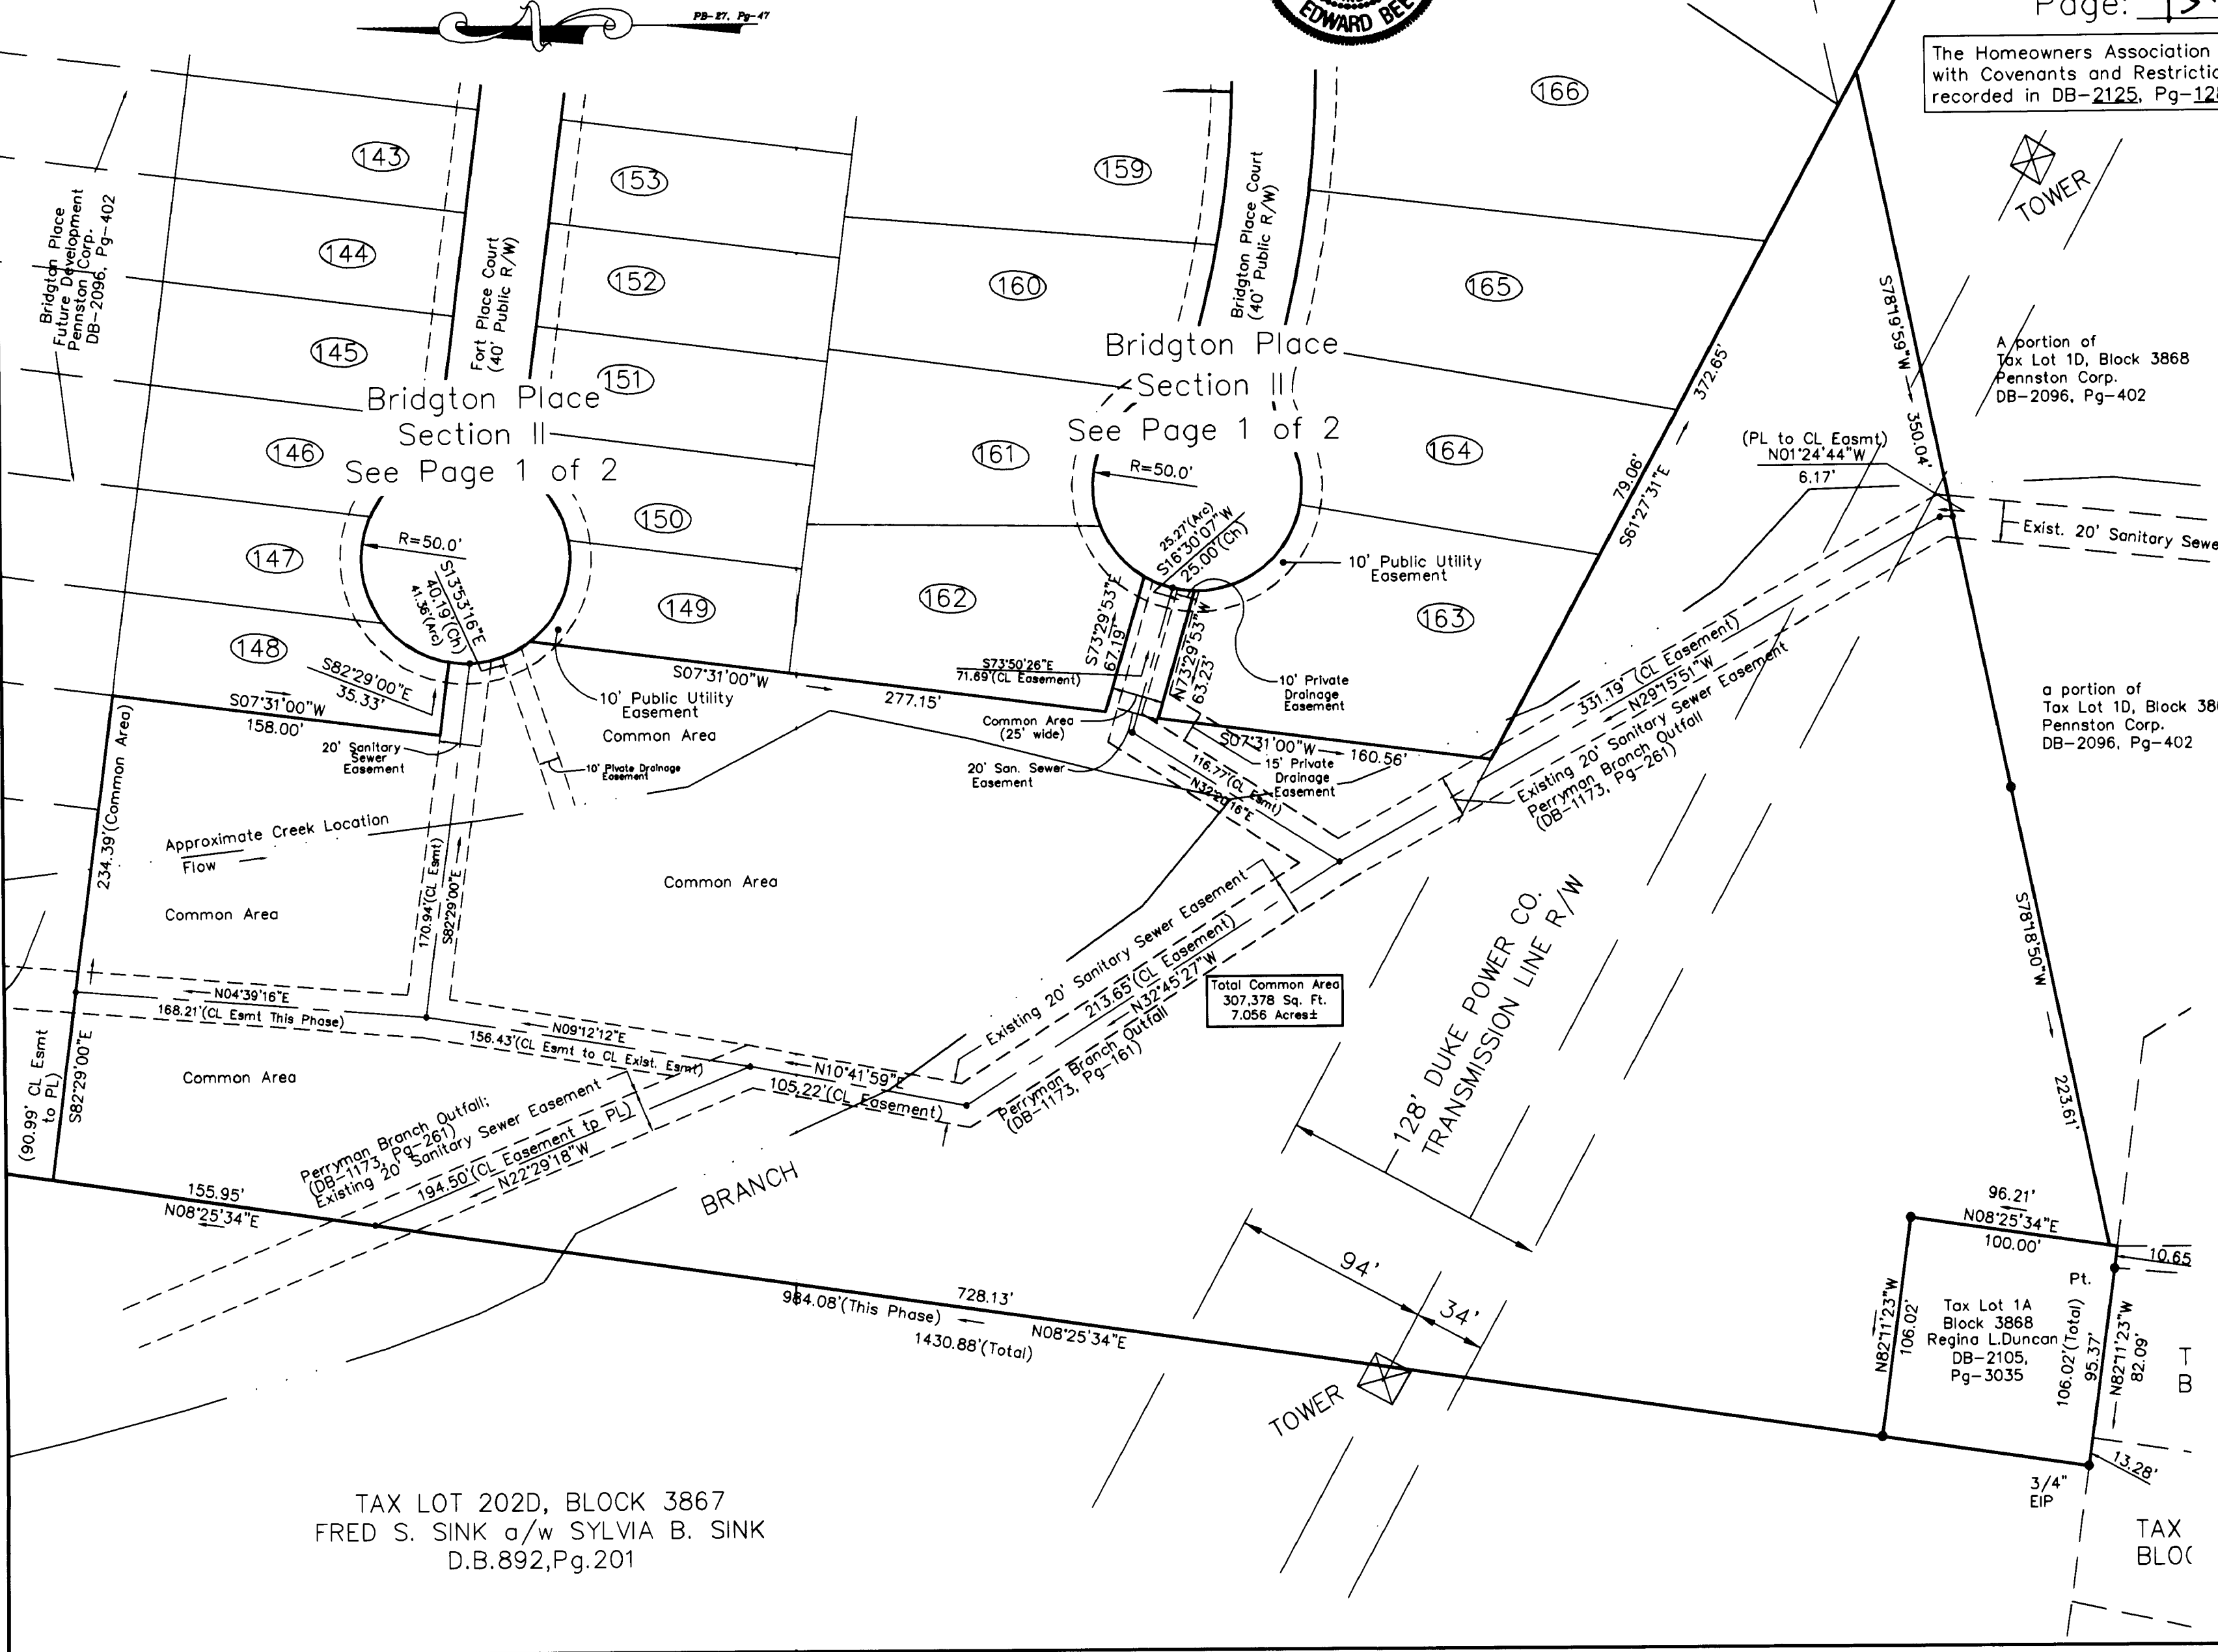 PB-27, Pg-47
EDWARD BEE
Page:
The Homeowners Association
with Covenants and Restrictio
recorded in DB-2125, Pg-128
166
143
153
159
TOWER
Bridgton Place
Future Development
Pennston Corp.
DB-2096, Pg-402
144
152
160
165
Fort Place Court
(40' Public R/W)
Bridgton Place Court
(40' Public R/W)
145
151
Bridgton Place
Section II
See Page 1 of 2
Bridgton Place
Section II
See Page 1 of 2
372.65'
79.06'
S61°27'31"E
S78°19'59"W
350.04'
A portion of
Tax Lot 1D, Block 3868
Pennston Corp.
DB-2096, Pg-402
(PL to CL Easmt)
N01°24'44"W
6.17'
Exist. 20' Sanitary Sewe
146
161
164
150
147
R=50.0'
S13°53'16"E
40.19'(Ch)
41.36'(Arc)
R=50.0'
25.27'(Arc)
S16°30'07"W
25.00'(Ch)
10' Public Utility
Easement
149
162
163
148
S82°29'00"E
35.33'
S07°31'00"W
158.00'
20' Sanitary
Sewer
Easement
10' Public Utility
Easement
Common Area
10' Private Drainage
Easement
S07°31'00"W
277.15'
S73°50'26"E
71.69'(CL Easement)
S73°29'53"E
67.19'
N73°29'53"W
63.23'
10' Private
Drainage
Easement
Common Area
(25' wide)
20' San. Sewer
Easement
S07°31'00"W
160.56'
15' Private
Drainage
Easement
116.77'(CL Esmt)
N32°20'16"E
331.19' (CL Easement)
N29°15'51"W
Existing 20' Sanitary Sewer Easement
Perryman Branch Outfall
(DB-1173, Pg-261)
a portion of
Tax Lot 1D, Block 38
Pennston Corp.
DB-2096, Pg-402
234.39'(Common Area)
Approximate Creek Location
Flow
Common Area
Common Area
170.94'(CL Esmt)
S82°29'00"E
Existing 20' Sanitary Sewer Easement
213.65'(CL Easement)
N32°45'27"W
Perryman Branch Outfall
(DB-1173, Pg-161)
Total Common Area
307,378 Sq. Ft.
7.056 Acres±
128' DUKE POWER CO.
TRANSMISSION LINE R/W
S78°18'50"W
223.61'
N04°39'16"E
168.21'(CL Esmt This Phase)
N09°12'12"E
156.43'(CL Esmt to CL Exist. Esmt)
N10°41'59"E
105.22'(CL Easement)
(90.99' CL Esmt
to PL)
S82°29'00"E
Common Area
Perryman Branch Outfall;
(DB-1173, Pg-261)
Existing 20' Sanitary Sewer Easement
194.50'(CL Easement tp PL)
N22°29'18"W
BRANCH
155.95'
N08°25'34"E
94'
34'
728.13'
984.08'(This Phase)
N08°25'34"E
1430.88'(Total)
TOWER
96.21'
N08°25'34"E
100.00'
10.65
N82°11'23"W
106.02'
Pt.
Tax Lot 1A
Block 3868
Regina L.Duncan
DB-2105,
Pg-3035
106.02'(Total)
95.37'
N82°11'23"W
82.09'
T
B
13.28'
3/4"
EIP
TAX LOT 202D, BLOCK 3867
FRED S. SINK a/w SYLVIA B. SINK
D.B.892,Pg.201
TAX
BLO